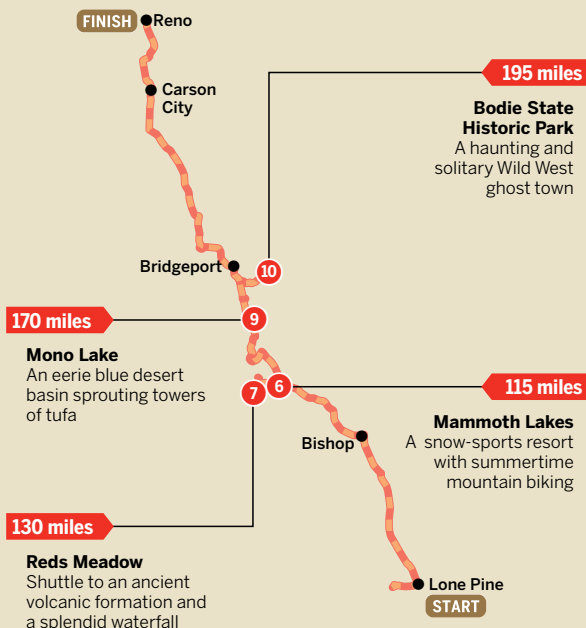 FINISH
Reno
Carson
City
195 miles
Bodie State
Historic Park
A haunting and
solitary Wild West
ghost town
Bridgeport
10
170 miles
9
Mono Lake
An eerie blue desert
basin sprouting towers
of tufa
7
6
115 miles
Mammoth Lakes
A snow-sports resort
with summertime
mountain biking
Bishop
130 miles
Reds Meadow
Shuttle to an ancient
volcanic formation and
a splendid waterfall
Lone Pine
START